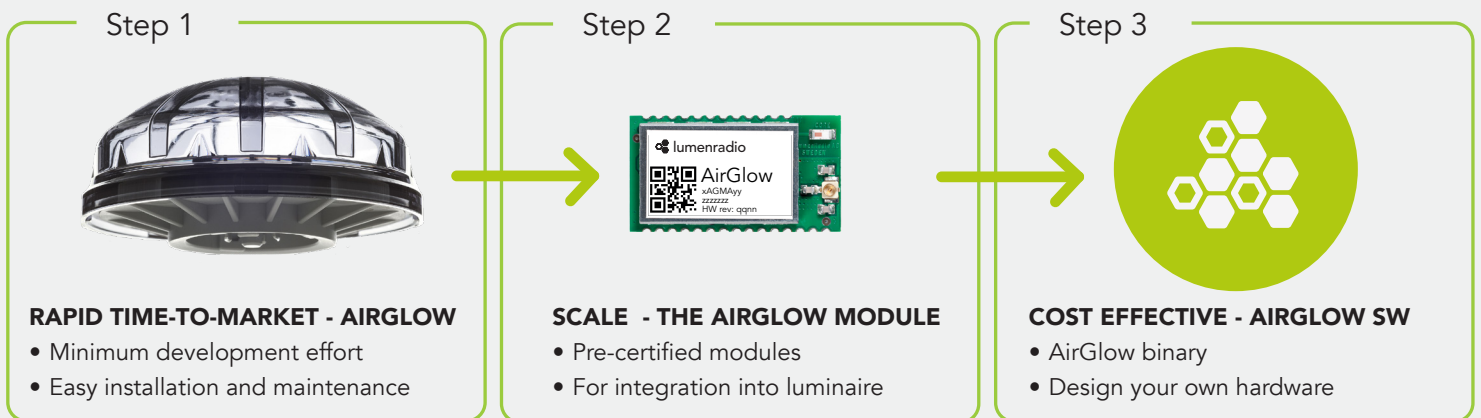 Step 1
Step 2
Step 3
lumenradio
AirGlow
xAGMAyy
zzzzzzz
HW rev: qqnn
RAPID TIME-TO-MARKET - AIRGLOW
• Minimum development effort
• Easy installation and maintenance
SCALE - THE AIRGLOW MODULE
• Pre-certified modules
• For integration into luminaire
COST EFFECTIVE - AIRGLOW SW
• AirGlow binary
• Design your own hardware